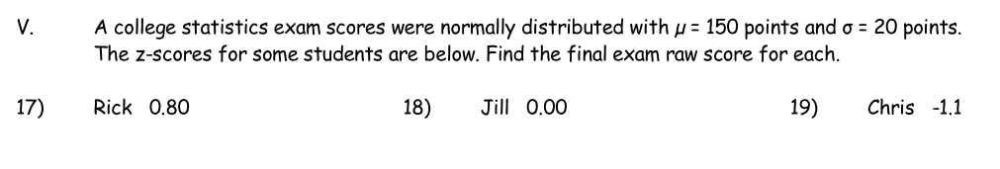 V. A college statistics exam scores were normally distributed with μ = 150 points and σ = 20 points.
The z-scores for some students are below. Find the final exam raw score for each.
17) Rick 0.80 18) Jill 0.00 19) Chris -1.1